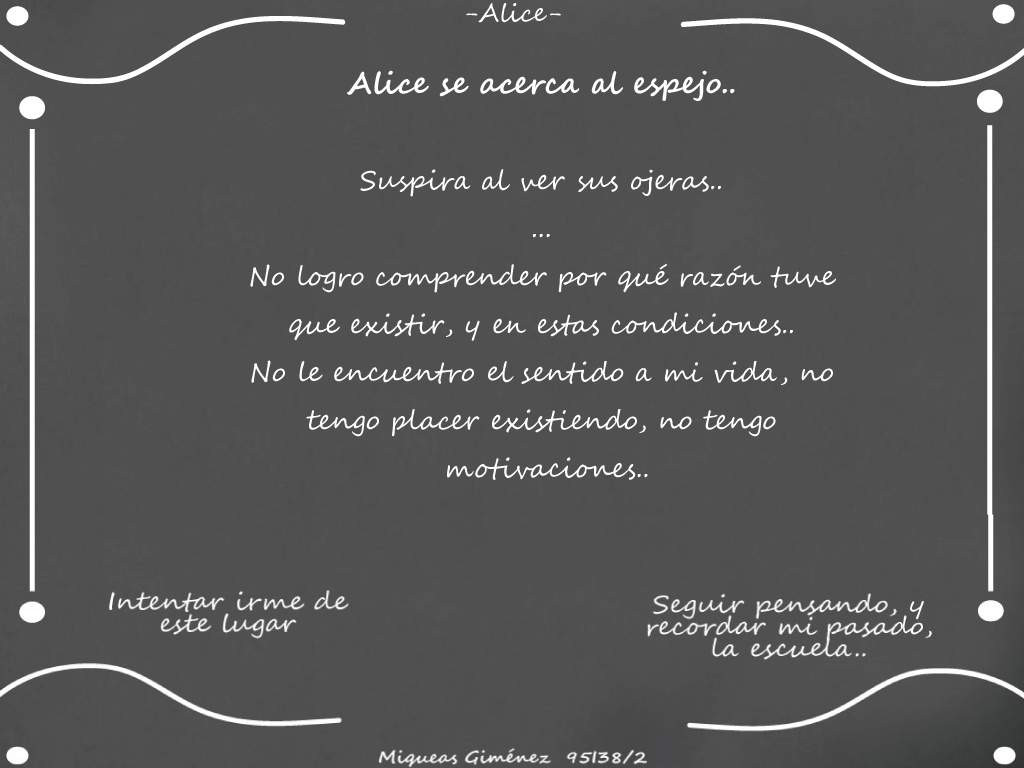 -Alice-
Alice se acerca al espejo..
Suspira al ver sus ojeras..
...
No logro comprender por qué razón tuve
que existir, y en estas condiciones..
No le encuentro el sentido a mi vida, no
tengo placer existiendo, no tengo
motivaciones..
Intentar irme de
este lugar
Seguir pensando, y
recordar mi pasado,
la escuela..
Miqueas Giménez 95138/2